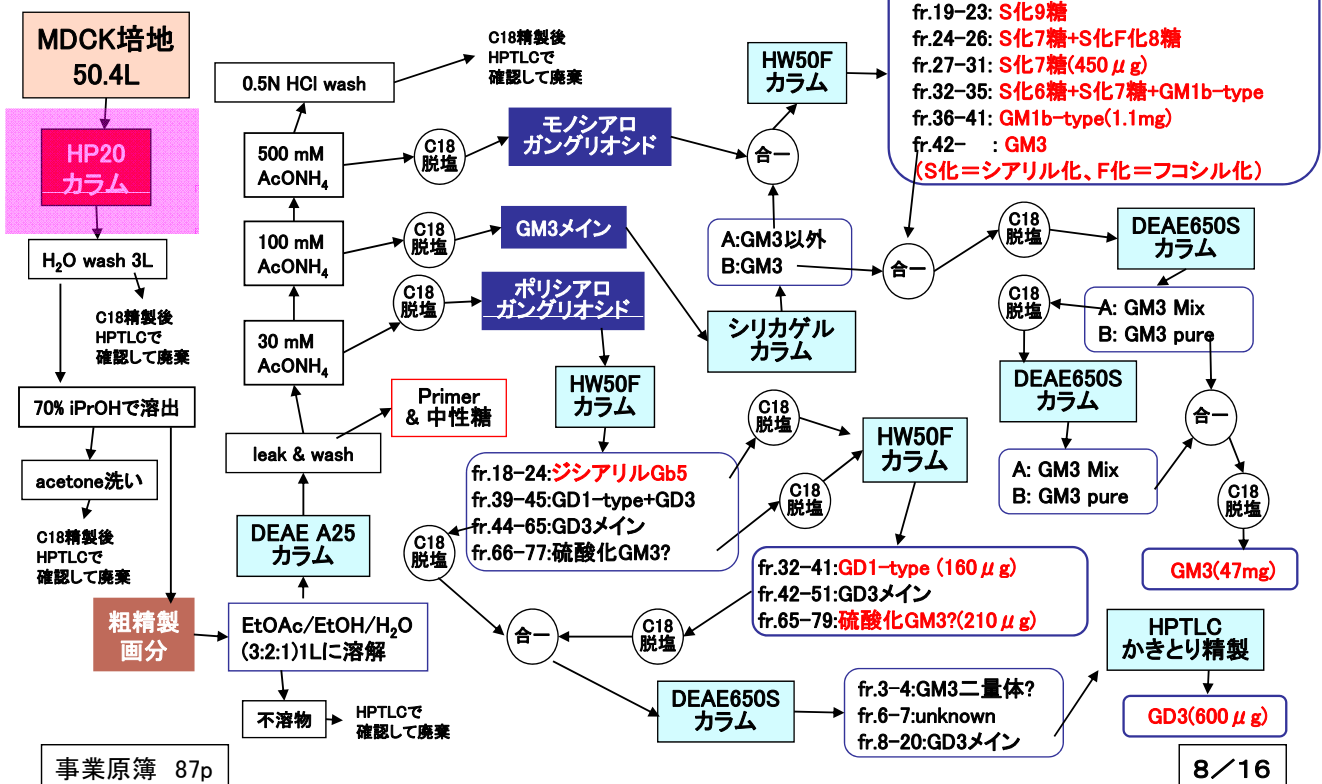 MDCK培地
50.4L
HP20
カラム
H₂O wash 3L
C18精製後
HPTLCで
確認して廃棄
70% iPrOHで溶出
acetone洗い
C18精製後
HPTLCで
確認して廃棄
粗精製
画分
EtOAc/EtOH/H₂O
(3:2:1)1Lに溶解
不溶物
HPTLCで
確認して廃棄
DEAE A25
カラム
leak & wash
Primer
& 中性糖
30 mM
AcONH₄
100 mM
AcONH₄
500 mM
AcONH₄
0.5N HCl wash
C18精製後
HPTLCで
確認して廃棄
C18
脱塩
モノシアロ
ガングリオシド
C18
脱塩
GM3メイン
C18
脱塩
ポリシアロ
ガングリオシド
合一
HW50F
カラム
fr.19-23: S化9糖
fr.24-26: S化7糖+S化F化8糖
fr.27-31: S化7糖(450μg)
fr.32-35: S化6糖+S化7糖+GM1b-type
fr.36-41: GM1b-type(1.1mg)
fr.42- : GM3
(S化=シアリル化、F化=フコシル化)
A:GM3以外
B:GM3
シリカゲル
カラム
合一
C18
脱塩
DEAE650S
カラム
A: GM3 Mix
B: GM3 pure
C18
脱塩
DEAE650S
カラム
A: GM3 Mix
B: GM3 pure
合一
C18
脱塩
GM3(47mg)
HW50F
カラム
fr.18-24:ジシアリルGb5
fr.39-45:GD1-type+GD3
fr.44-65:GD3メイン
fr.66-77:硫酸化GM3?
C18
脱塩
C18
脱塩
HW50F
カラム
fr.32-41:GD1-type (160μg)
fr.42-51:GD3メイン
fr.65-79:硫酸化GM3?(210μg)
C18
脱塩
C18
脱塩
合一
DEAE650S
カラム
fr.3-4:GM3二量体?
fr.6-7:unknown
fr.8-20:GD3メイン
HPTLC
かきとり精製
GD3(600μg)
事業原簿 87p
8/16